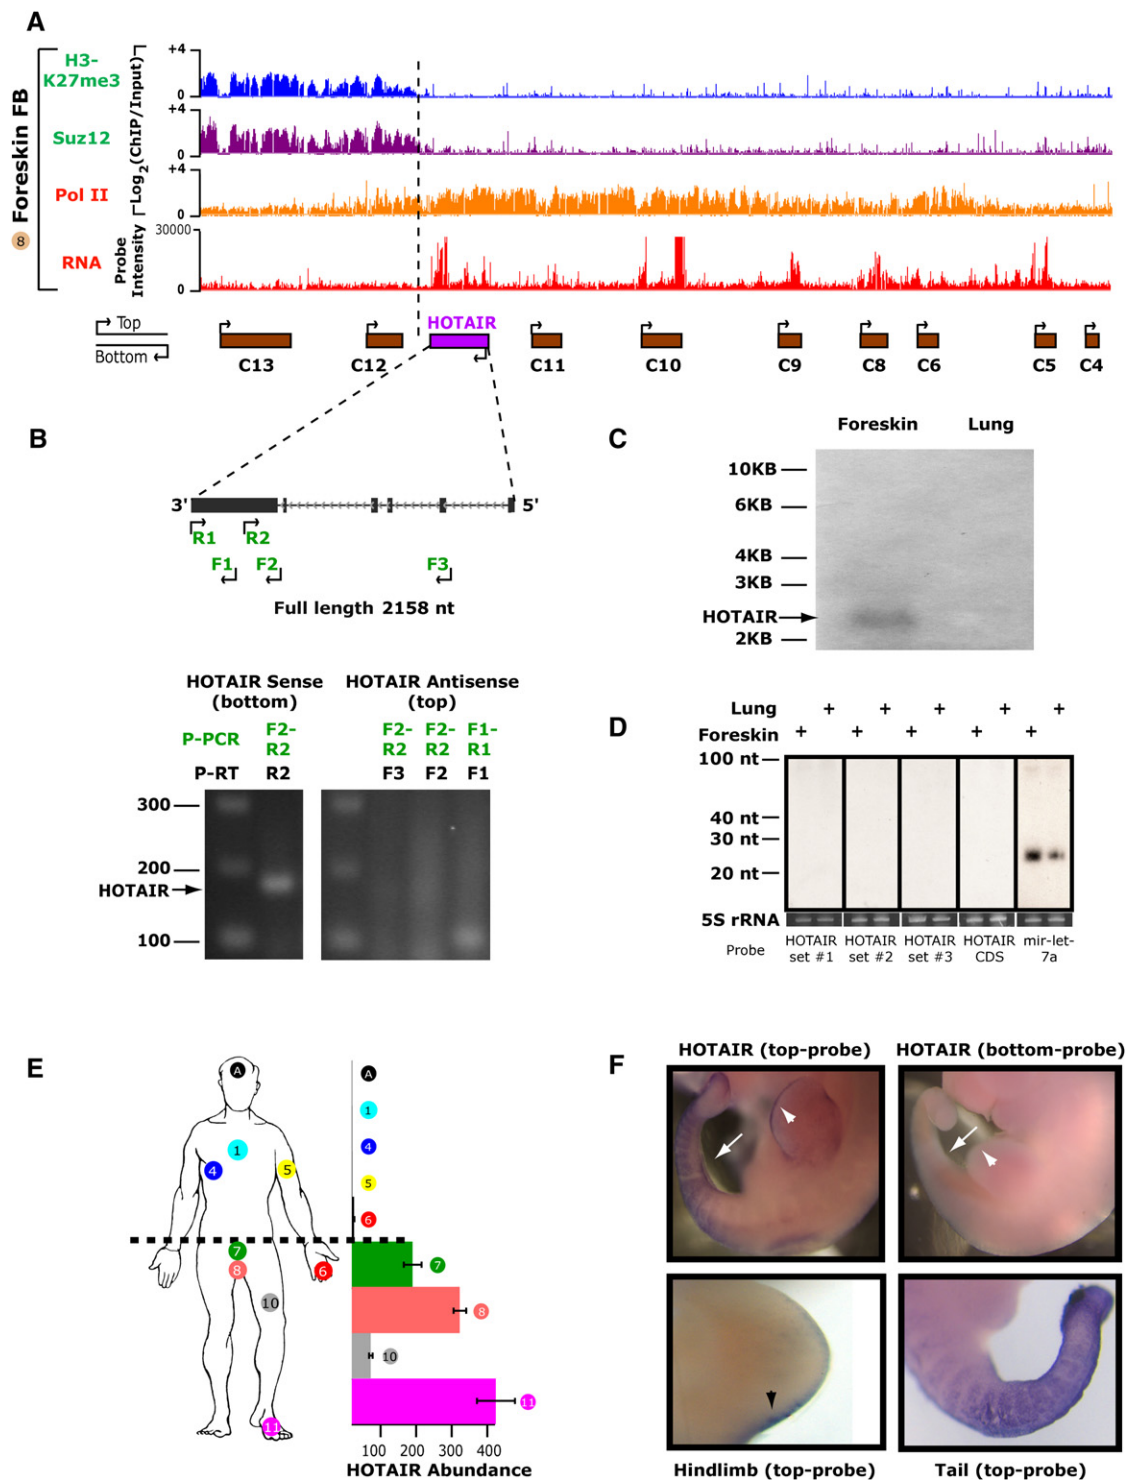 A
Foreskin FB
8
H3-
K27me3
Suz12
Pol II
RNA
Log2(ChIP/Input)
Probe
Intensity
+4
0
+4
0
+4
0
30000
0
Top
Bottom
HOTAIR
C13
C12
C11
C10
C9
C8
C6
C5
C4
B
3'
5'
R1
R2
F1
F2
F3
Full length 2158 nt
HOTAIR Sense
(bottom)
HOTAIR Antisense
(top)
P-PCR
F2-
R2
F2-
R2
F2-
R2
F1-
R1
P-RT
R2
F3
F2
F1
300
200
HOTAIR
100
C
Foreskin
Lung
10KB
6KB
4KB
3KB
HOTAIR
2KB
D
Lung
+ + + + +
Foreskin
+ + + + +
100 nt
40 nt
30 nt
20 nt
5S rRNA
Probe
HOTAIR
set #1
HOTAIR
set #2
HOTAIR
set #3
HOTAIR
CDS
mir-let-
7a
E
A
1
4
5
7
8
6
10
11
A
1
4
5
6
7
8
10
11
100 200 300 400
HOTAIR Abundance
F
HOTAIR (top-probe)
HOTAIR (bottom-probe)
Hindlimb (top-probe)
Tail (top-probe)